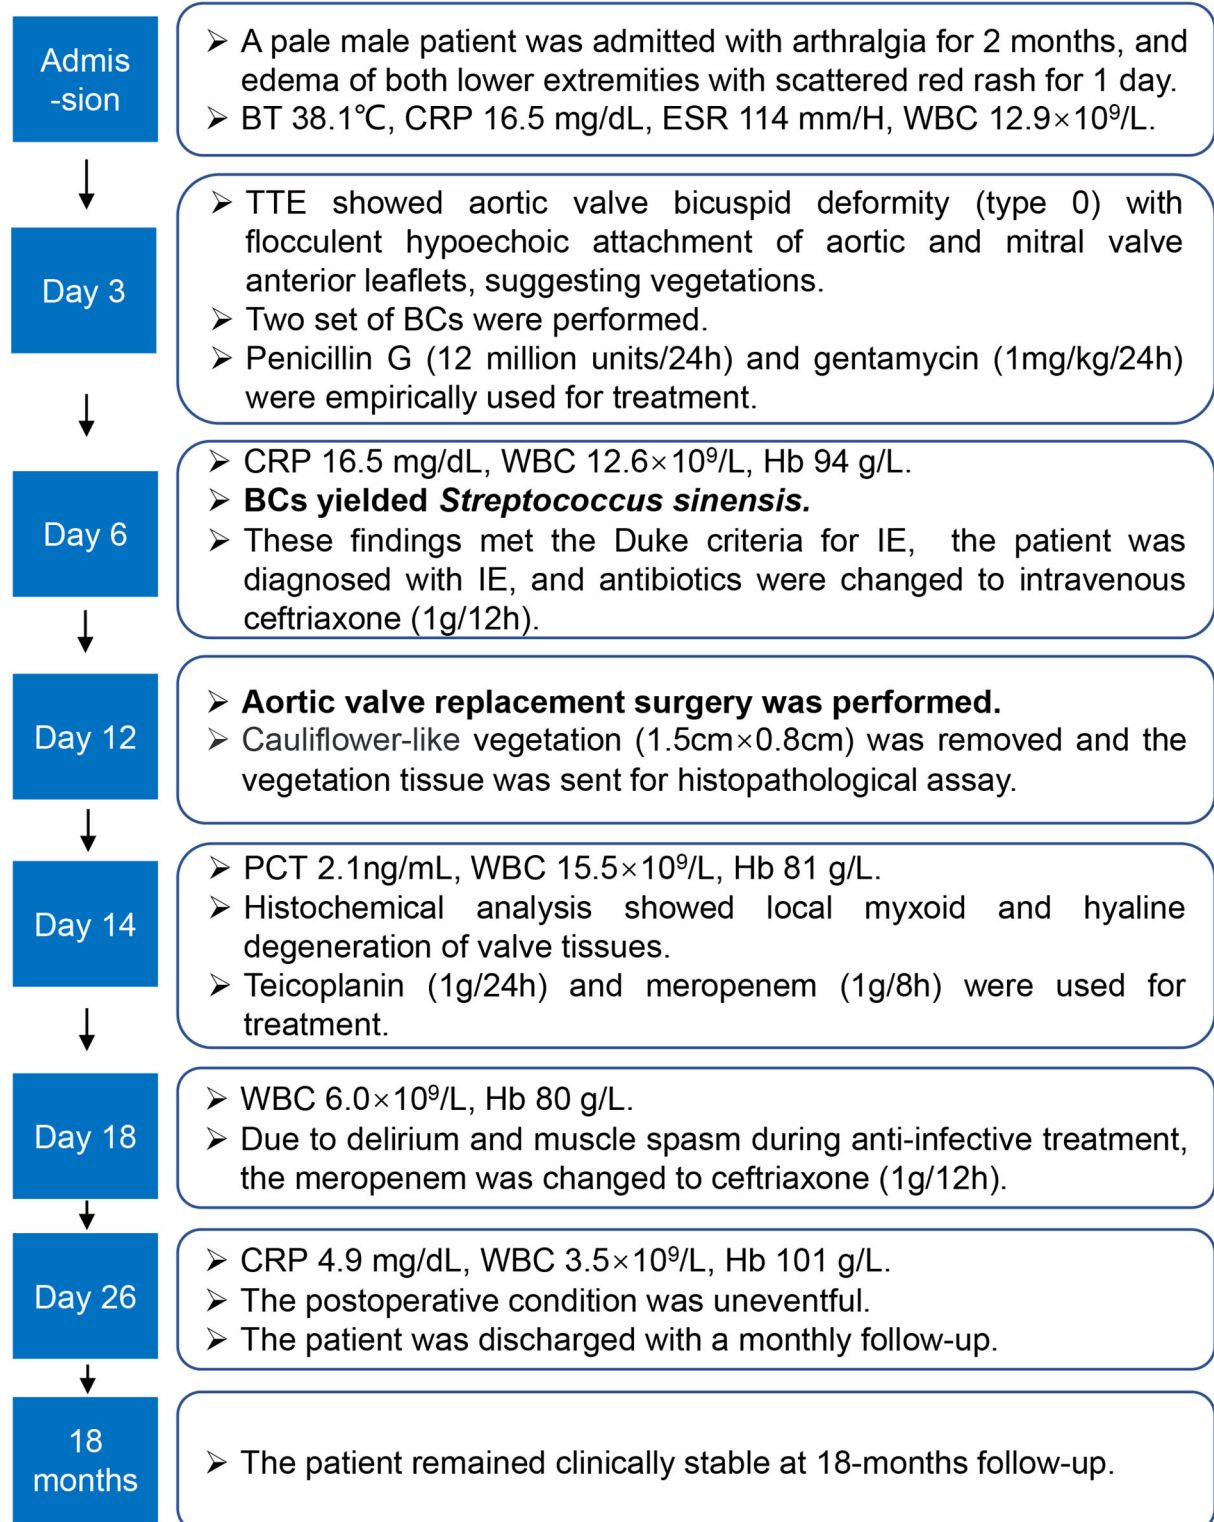 Admis
-sion
➢ A pale male patient was admitted with arthralgia for 2 months, and
edema of both lower extremities with scattered red rash for 1 day.
➢ BT 38.1℃, CRP 16.5 mg/dL, ESR 114 mm/H, WBC 12.9×10⁹/L.
Day 3
➢ TTE showed aortic valve bicuspid deformity (type 0) with
flocculent hypoechoic attachment of aortic and mitral valve
anterior leaflets, suggesting vegetations.
➢ Two set of BCs were performed.
➢ Penicillin G (12 million units/24h) and gentamycin (1mg/kg/24h)
were empirically used for treatment.
Day 6
➢ CRP 16.5 mg/dL, WBC 12.6×10⁹/L, Hb 94 g/L.
➢ BCs yielded Streptococcus sinensis.
➢ These findings met the Duke criteria for IE, the patient was
diagnosed with IE, and antibiotics were changed to intravenous
ceftriaxone (1g/12h).
Day 12
➢ Aortic valve replacement surgery was performed.
➢ Cauliflower-like vegetation (1.5cm×0.8cm) was removed and the
vegetation tissue was sent for histopathological assay.
Day 14
➢ PCT 2.1ng/mL, WBC 15.5×10⁹/L, Hb 81 g/L.
➢ Histochemical analysis showed local myxoid and hyaline
degeneration of valve tissues.
➢ Teicoplanin (1g/24h) and meropenem (1g/8h) were used for
treatment.
Day 18
➢ WBC 6.0×10⁹/L, Hb 80 g/L.
➢ Due to delirium and muscle spasm during anti-infective treatment,
the meropenem was changed to ceftriaxone (1g/12h).
Day 26
➢ CRP 4.9 mg/dL, WBC 3.5×10⁹/L, Hb 101 g/L.
➢ The postoperative condition was uneventful.
➢ The patient was discharged with a monthly follow-up.
18
months
➢ The patient remained clinically stable at 18-months follow-up.